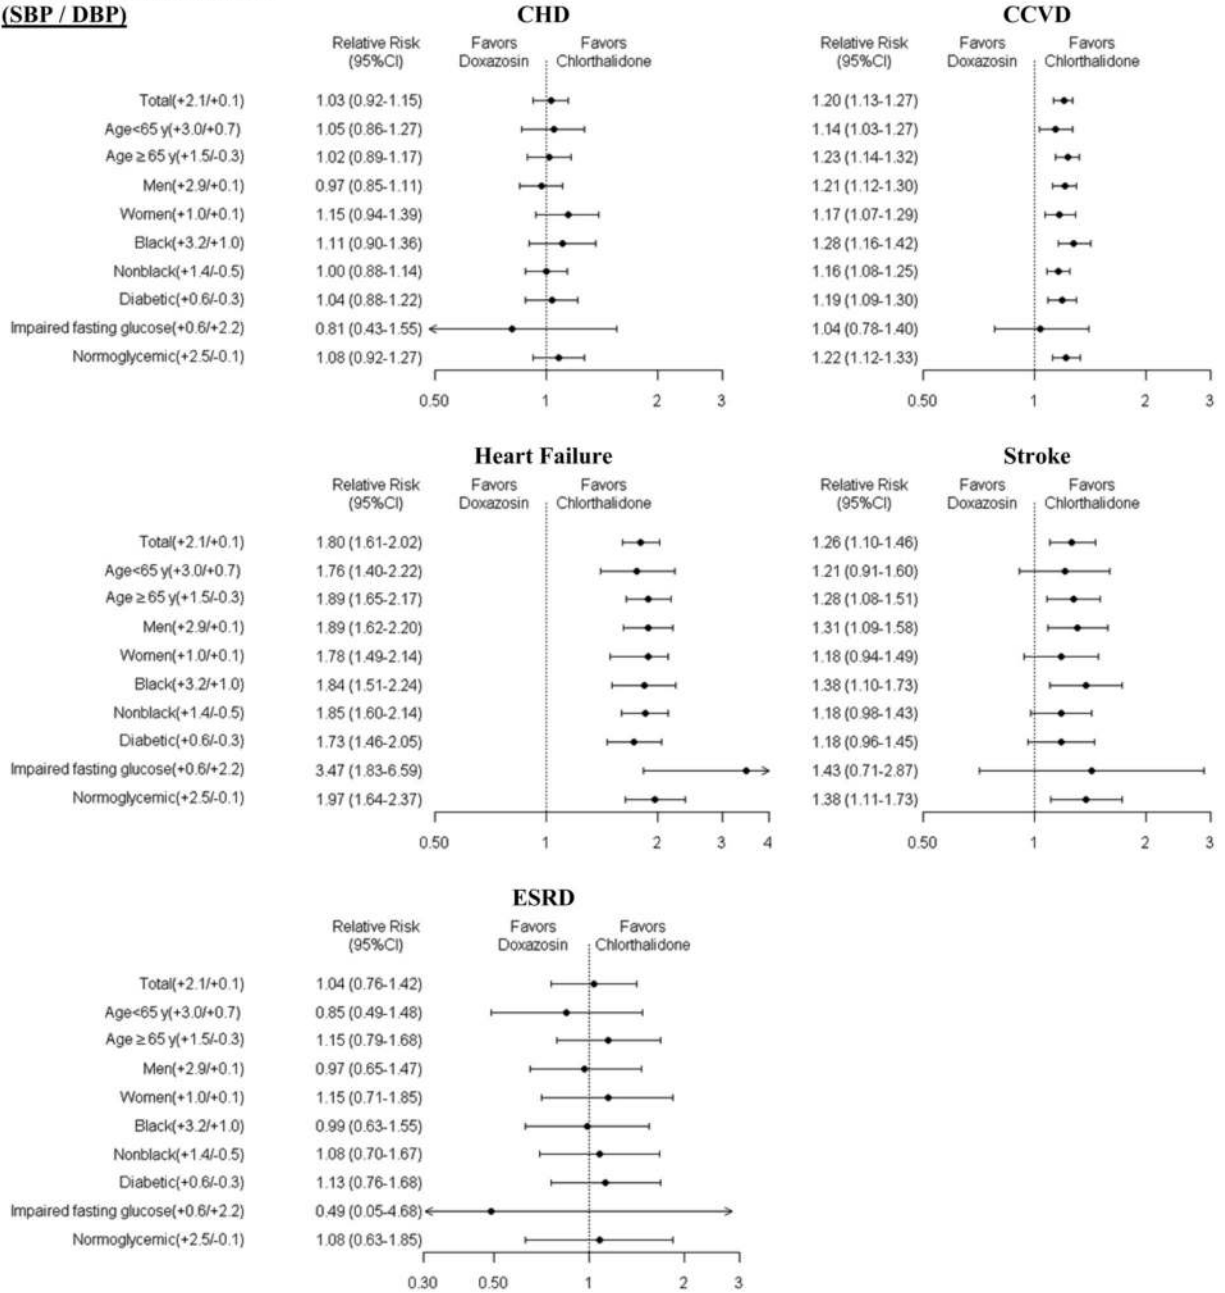 (SBP / DBP)
CHD
Relative Risk (95%CI)
Favors Doxazosin
Favors Chlorthalidone
Total(+2.1/+0.1) 1.03 (0.92-1.15)
Age<65 y(+3.0/+0.7) 1.05 (0.86-1.27)
Age ≥ 65 y(+1.5/-0.3) 1.02 (0.89-1.17)
Men(+2.9/+0.1) 0.97 (0.85-1.11)
Women(+1.0/+0.1) 1.15 (0.94-1.39)
Black(+3.2/+1.0) 1.11 (0.90-1.36)
Nonblack(+1.4/-0.5) 1.00 (0.88-1.14)
Diabetic(+0.6/-0.3) 1.04 (0.88-1.22)
Impaired fasting glucose(+0.6/+2.2) 0.81 (0.43-1.55)
Normoglycemic(+2.5/-0.1) 1.08 (0.92-1.27)
0.50 1 2 3
CCVD
Relative Risk (95%CI)
Favors Doxazosin
Favors Chlorthalidone
1.20 (1.13-1.27)
1.14 (1.03-1.27)
1.23 (1.14-1.32)
1.21 (1.12-1.30)
1.17 (1.07-1.29)
1.28 (1.16-1.42)
1.16 (1.08-1.25)
1.19 (1.09-1.30)
1.04 (0.78-1.40)
1.22 (1.12-1.33)
0.50 1 2 3
Heart Failure
Relative Risk (95%CI)
Favors Doxazosin
Favors Chlorthalidone
Total(+2.1/+0.1) 1.80 (1.61-2.02)
Age<65 y(+3.0/+0.7) 1.76 (1.40-2.22)
Age ≥ 65 y(+1.5/-0.3) 1.89 (1.65-2.17)
Men(+2.9/+0.1) 1.89 (1.62-2.20)
Women(+1.0/+0.1) 1.78 (1.49-2.14)
Black(+3.2/+1.0) 1.84 (1.51-2.24)
Nonblack(+1.4/-0.5) 1.85 (1.60-2.14)
Diabetic(+0.6/-0.3) 1.73 (1.46-2.05)
Impaired fasting glucose(+0.6/+2.2) 3.47 (1.83-6.59)
Normoglycemic(+2.5/-0.1) 1.97 (1.64-2.37)
0.50 1 2 3 4
Stroke
Relative Risk (95%CI)
Favors Doxazosin
Favors Chlorthalidone
1.26 (1.10-1.46)
1.21 (0.91-1.60)
1.28 (1.08-1.51)
1.31 (1.09-1.58)
1.18 (0.94-1.49)
1.38 (1.10-1.73)
1.18 (0.98-1.43)
1.18 (0.96-1.45)
1.43 (0.71-2.87)
1.38 (1.11-1.73)
0.50 1 2 3
ESRD
Relative Risk (95%CI)
Favors Doxazosin
Favors Chlorthalidone
Total(+2.1/+0.1) 1.04 (0.76-1.42)
Age<65 y(+3.0/+0.7) 0.85 (0.49-1.48)
Age ≥ 65 y(+1.5/-0.3) 1.15 (0.79-1.68)
Men(+2.9/+0.1) 0.97 (0.65-1.47)
Women(+1.0/+0.1) 1.15 (0.71-1.85)
Black(+3.2/+1.0) 0.99 (0.63-1.55)
Nonblack(+1.4/-0.5) 1.08 (0.70-1.67)
Diabetic(+0.6/-0.3) 1.13 (0.76-1.68)
Impaired fasting glucose(+0.6/+2.2) 0.49 (0.05-4.68)
Normoglycemic(+2.5/-0.1) 1.08 (0.63-1.85)
0.30 0.50 1 2 3